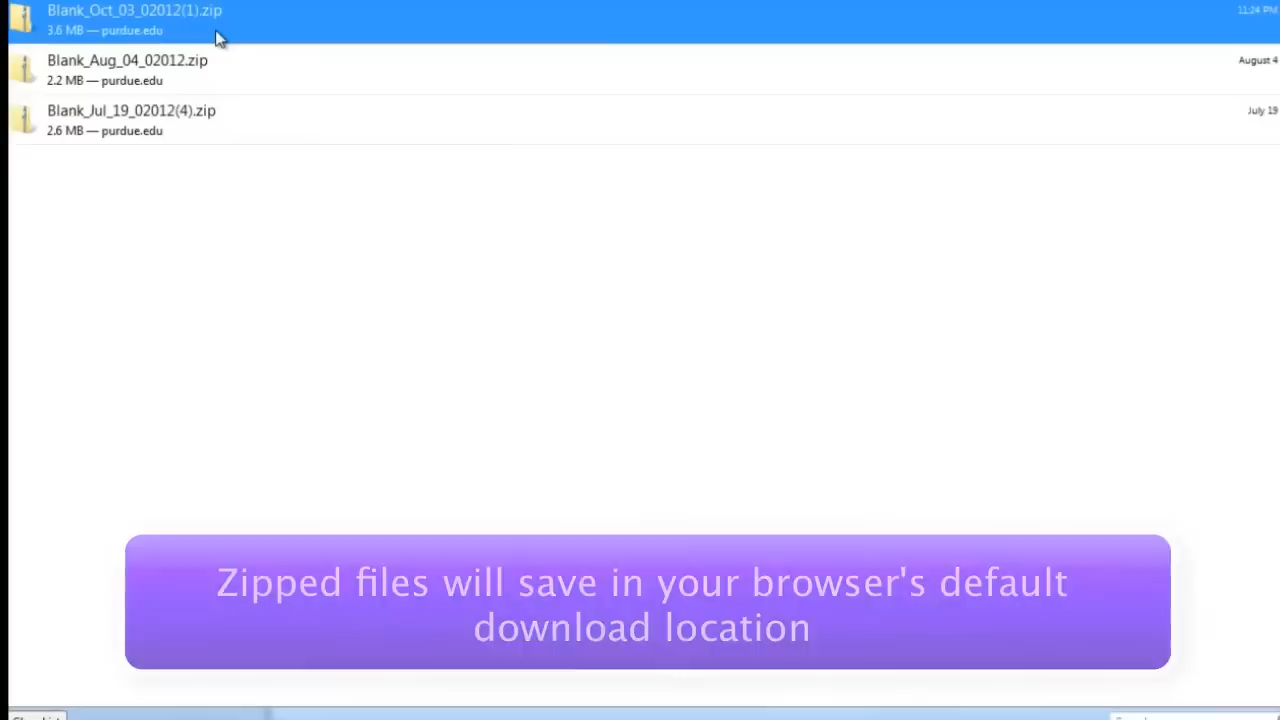 Blank_Oct_03_02012(1).zip
11:24 PM
3.6 MB — purdue.edu
Blank_Aug_04_02012.zip
August 4
2.2 MB — purdue.edu
Blank_Jul_19_02012(4).zip
July 19
2.6 MB — purdue.edu
Zipped files will save in your browser's default
download location